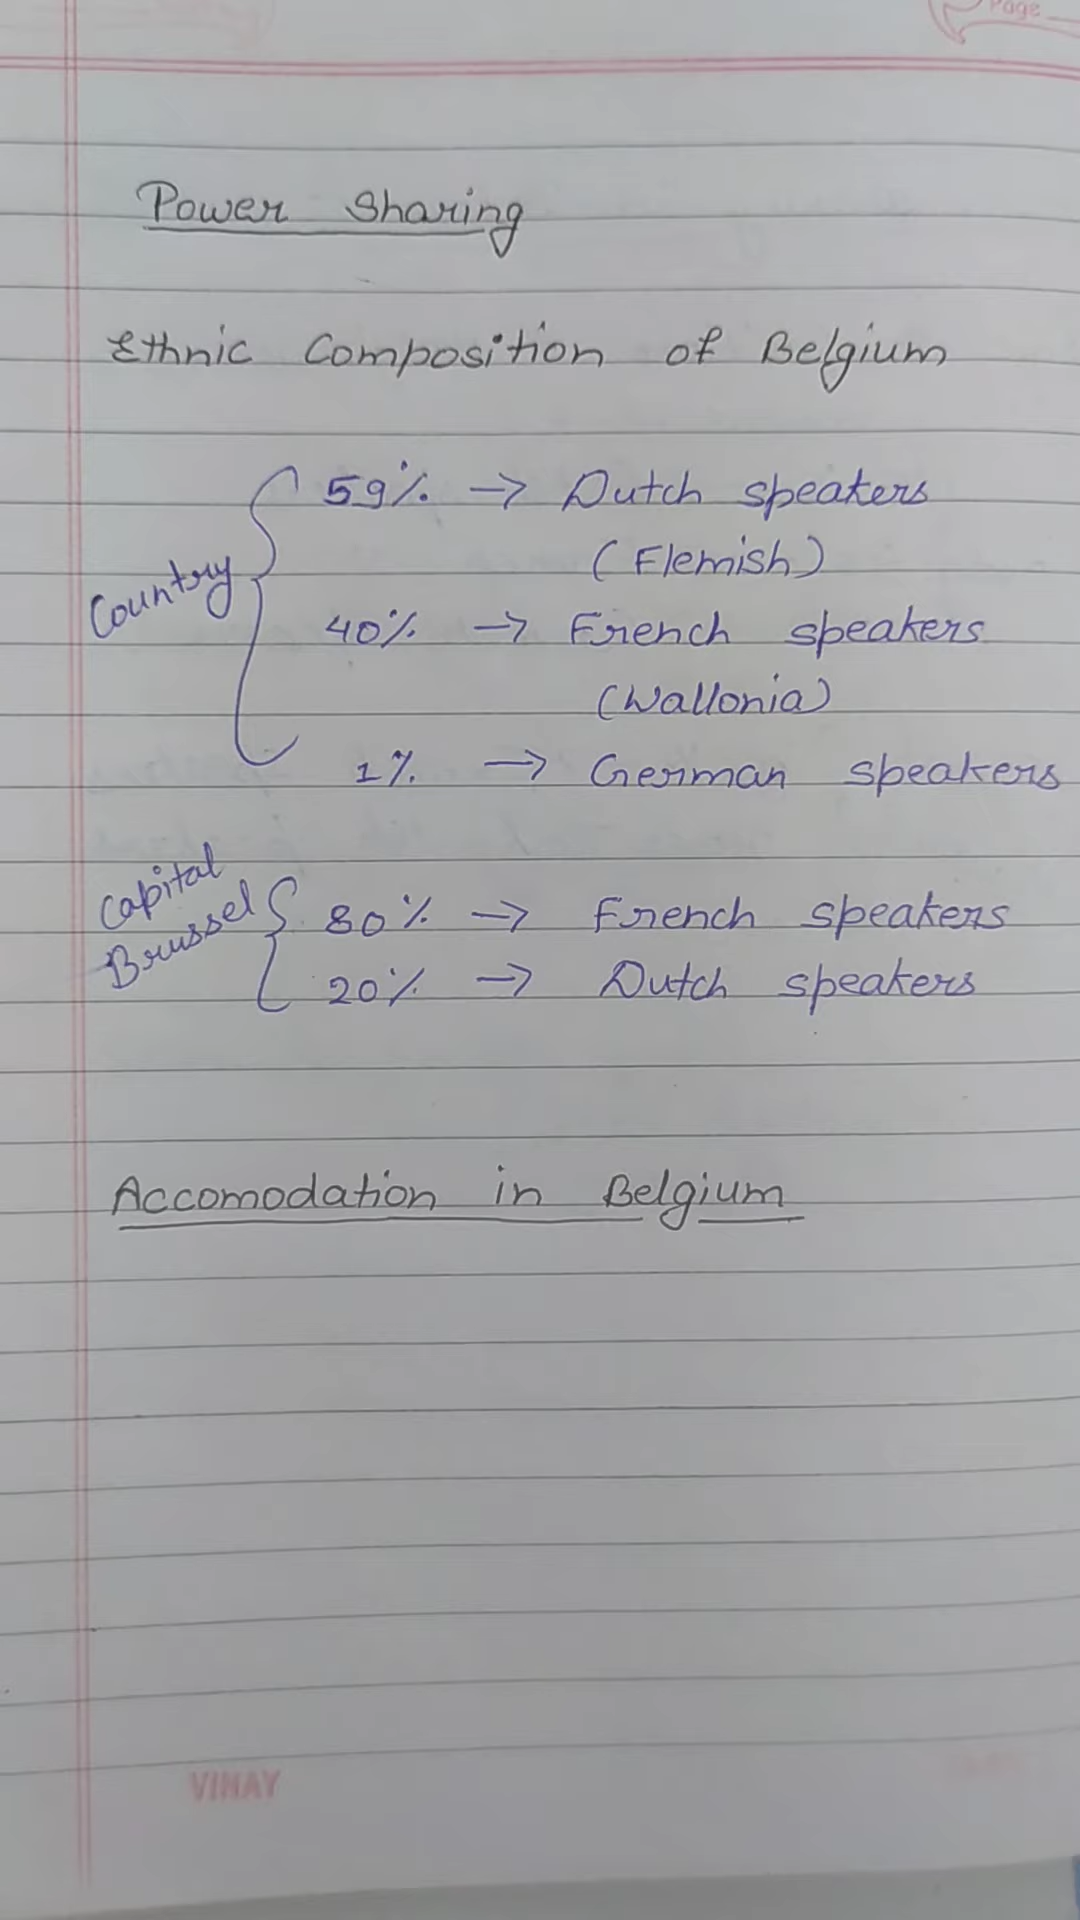 Page
Power Sharing
Ethnic Composition of Belgium
Country
59% → Dutch speakers
(Flemish)
40% → French speakers
(Wallonia)
1% → German speakers
Capital
Brussel
80% → French speakers
20% → Dutch speakers
Accomodation in Belgium
VINAY